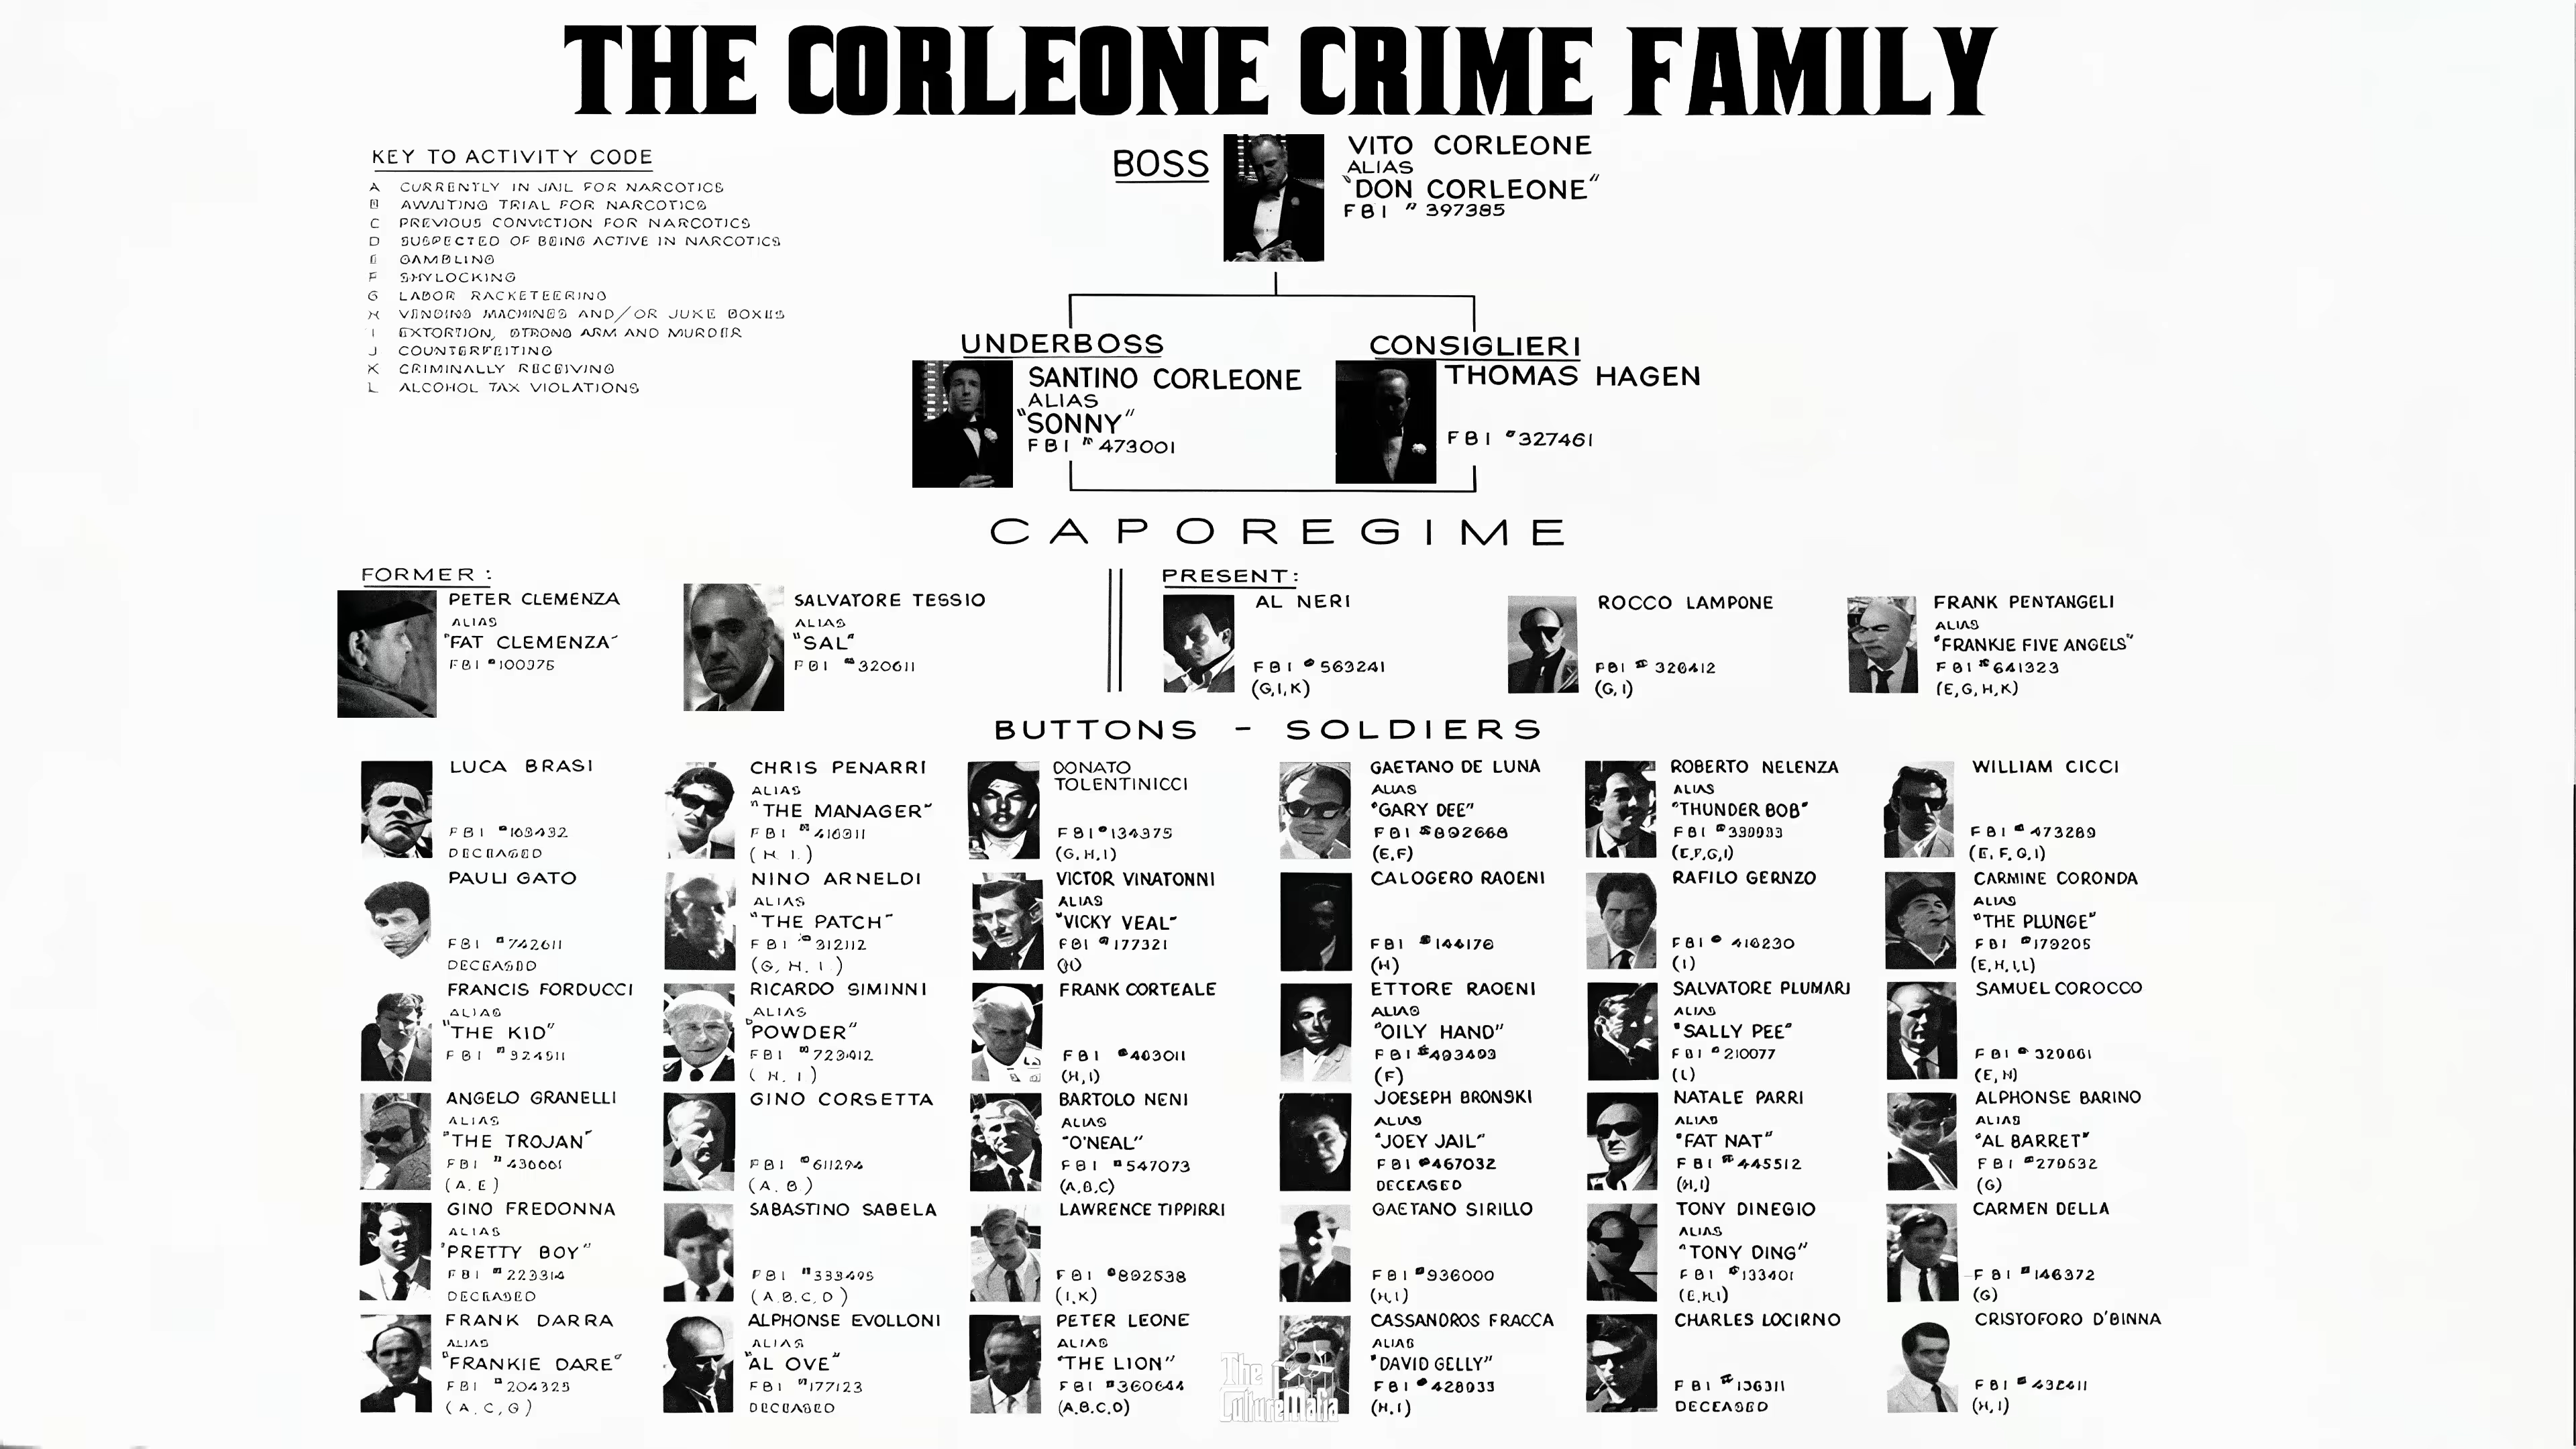 THE CORLEONE CRIME FAMILY
KEY TO ACTIVITY CODE
A CURRENTLY IN JAIL FOR NARCOTICS
B AWAITING TRIAL FOR NARCOTICS
C PREVIOUS CONVICTION FOR NARCOTICS
D SUSPECTED OF BEING ACTIVE IN NARCOTICS
E GAMBLING
F SHYLOCKING
G LABOR RACKETEERING
H VENDING MACHINES AND/OR JUKE BOXES
I EXTORTION, STRONG ARM AND MURDER
J COUNTERFEITING
K CRIMINALLY RECEIVING
L ALCOHOL TAX VIOLATIONS
BOSS
VITO CORLEONE
ALIAS
"DON CORLEONE"
FBI # 397385
UNDERBOSS
SANTINO CORLEONE
ALIAS
"SONNY"
FBI # 473001
CONSIGLIERI
THOMAS HAGEN
FBI #327461
CAPOREGIME
FORMER:
PETER CLEMENZA
ALIAS
"FAT CLEMENZA"
FBI
SALVATORE TESSIO
ALIAS
"SAL"
FBI #320611
PRESENT:
AL NERI
FBI # 563241
(G,I,K)
ROCCO LAMPONE
FBI # 326412
(G,I)
FRANK PENTANGELI
ALIAS
"FRANKIE FIVE ANGELS"
FBI #641323
(E,G,H,K)
BUTTONS - SOLDIERS
LUCA BRASI
FBI
DECEASED
CHRIS PENARRI
ALIAS
"THE MANAGER"
FBI
(H, I.)
DONATO
TOLENTINICCI
FBI #134375
(G,H,I)
GAETANO DE LUNA
ALIAS
"GARY DEE"
FBI #892668
(E,F)
ROBERTO NELENZA
ALIAS
"THUNDER BOB"
FBI
(E,F,G,I)
WILLIAM CICCI
FBI # 473289
(E, F, G, I)
PAULI GATO
FBI #742611
DECEASED
NINO ARNELDI
ALIAS
"THE PATCH"
FBI #312112
(G, H, I.)
VICTOR VINATONNI
ALIAS
"VICKY VEAL"
FBI #177321
CALOGERO RAOENI
FBI #144176
(H)
RAFILO GERNZO
FBI # 416230
(I)
CARMINE CORONDA
ALIAS
"THE PLUNGE"
FBI #179205
(E,H,I,L)
FRANCIS FORDUCCI
ALIAS
"THE KID"
FBI
RICARDO SIMINNI
ALIAS
"POWDER"
FBI #723412
(H, I)
FRANK CORTEALE
FBI #403011
(H,I)
ETTORE RAOENI
ALIAS
"OILY HAND"
FBI #493493
(F)
SALVATORE PLUMARI
ALIAS
"SALLY PEE"
FBI #210077
(L)
SAMUEL COROCCO
FBI
(E,H)
ANGELO GRANELLI
ALIAS
"THE TROJAN"
FBI
(A, E)
GINO CORSETTA
FBI #611294
(A, B)
BARTOLO NENI
ALIAS
"O'NEAL"
FBI #547073
(A,B,C)
JOESEPH BRONSKI
ALIAS
"JOEY JAIL"
FBI #467032
DECEASED
NATALE PARRI
ALIAS
"FAT NAT"
FBI #445512
(H,I)
ALPHONSE BARINO
ALIAS
"AL BARRET"
FBI
(G)
GINO FREDONNA
ALIAS
"PRETTY BOY"
FBI #223314
DECEASED
SABASTINO SABELA
FBI #333495
(A,B,C,D)
LAWRENCE TIPPIRRI
FBI #892538
(I,K)
GAETANO SIRILLO
FBI #936000
(H,I)
TONY DINEGIO
ALIAS
"TONY DING"
FBI #133401
(E,H,I)
CARMEN DELLA
FBI #146372
(G)
FRANK DARRA
ALIAS
"FRANKIE DARE"
FBI #204325
(A,C,G)
ALPHONSE EVOLLONI
ALIAS
"AL OVE"
FBI #177123
DECEASED
PETER LEONE
ALIAS
"THE LION"
FBI #360644
(A,B,C,D)
CASSANDROS FRACCA
ALIAS
"DAVID GELLY"
FBI #428933
(H,I)
CHARLES LOCIRNO
FBI #136311
DECEASED
CRISTOFORO D'BINNA
FBI #432411
(H,I)
The
CultureMafia